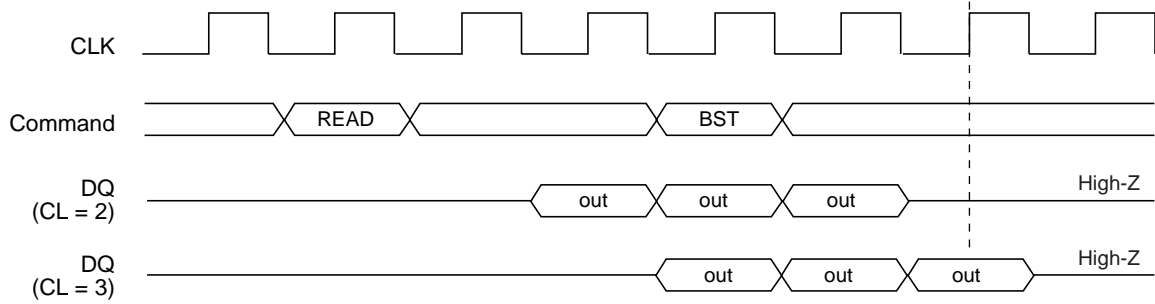 CLK
Command
READ
BST
DQ
(CL = 2)
out
out
out
High-Z
DQ
(CL = 3)
out
out
out
High-Z